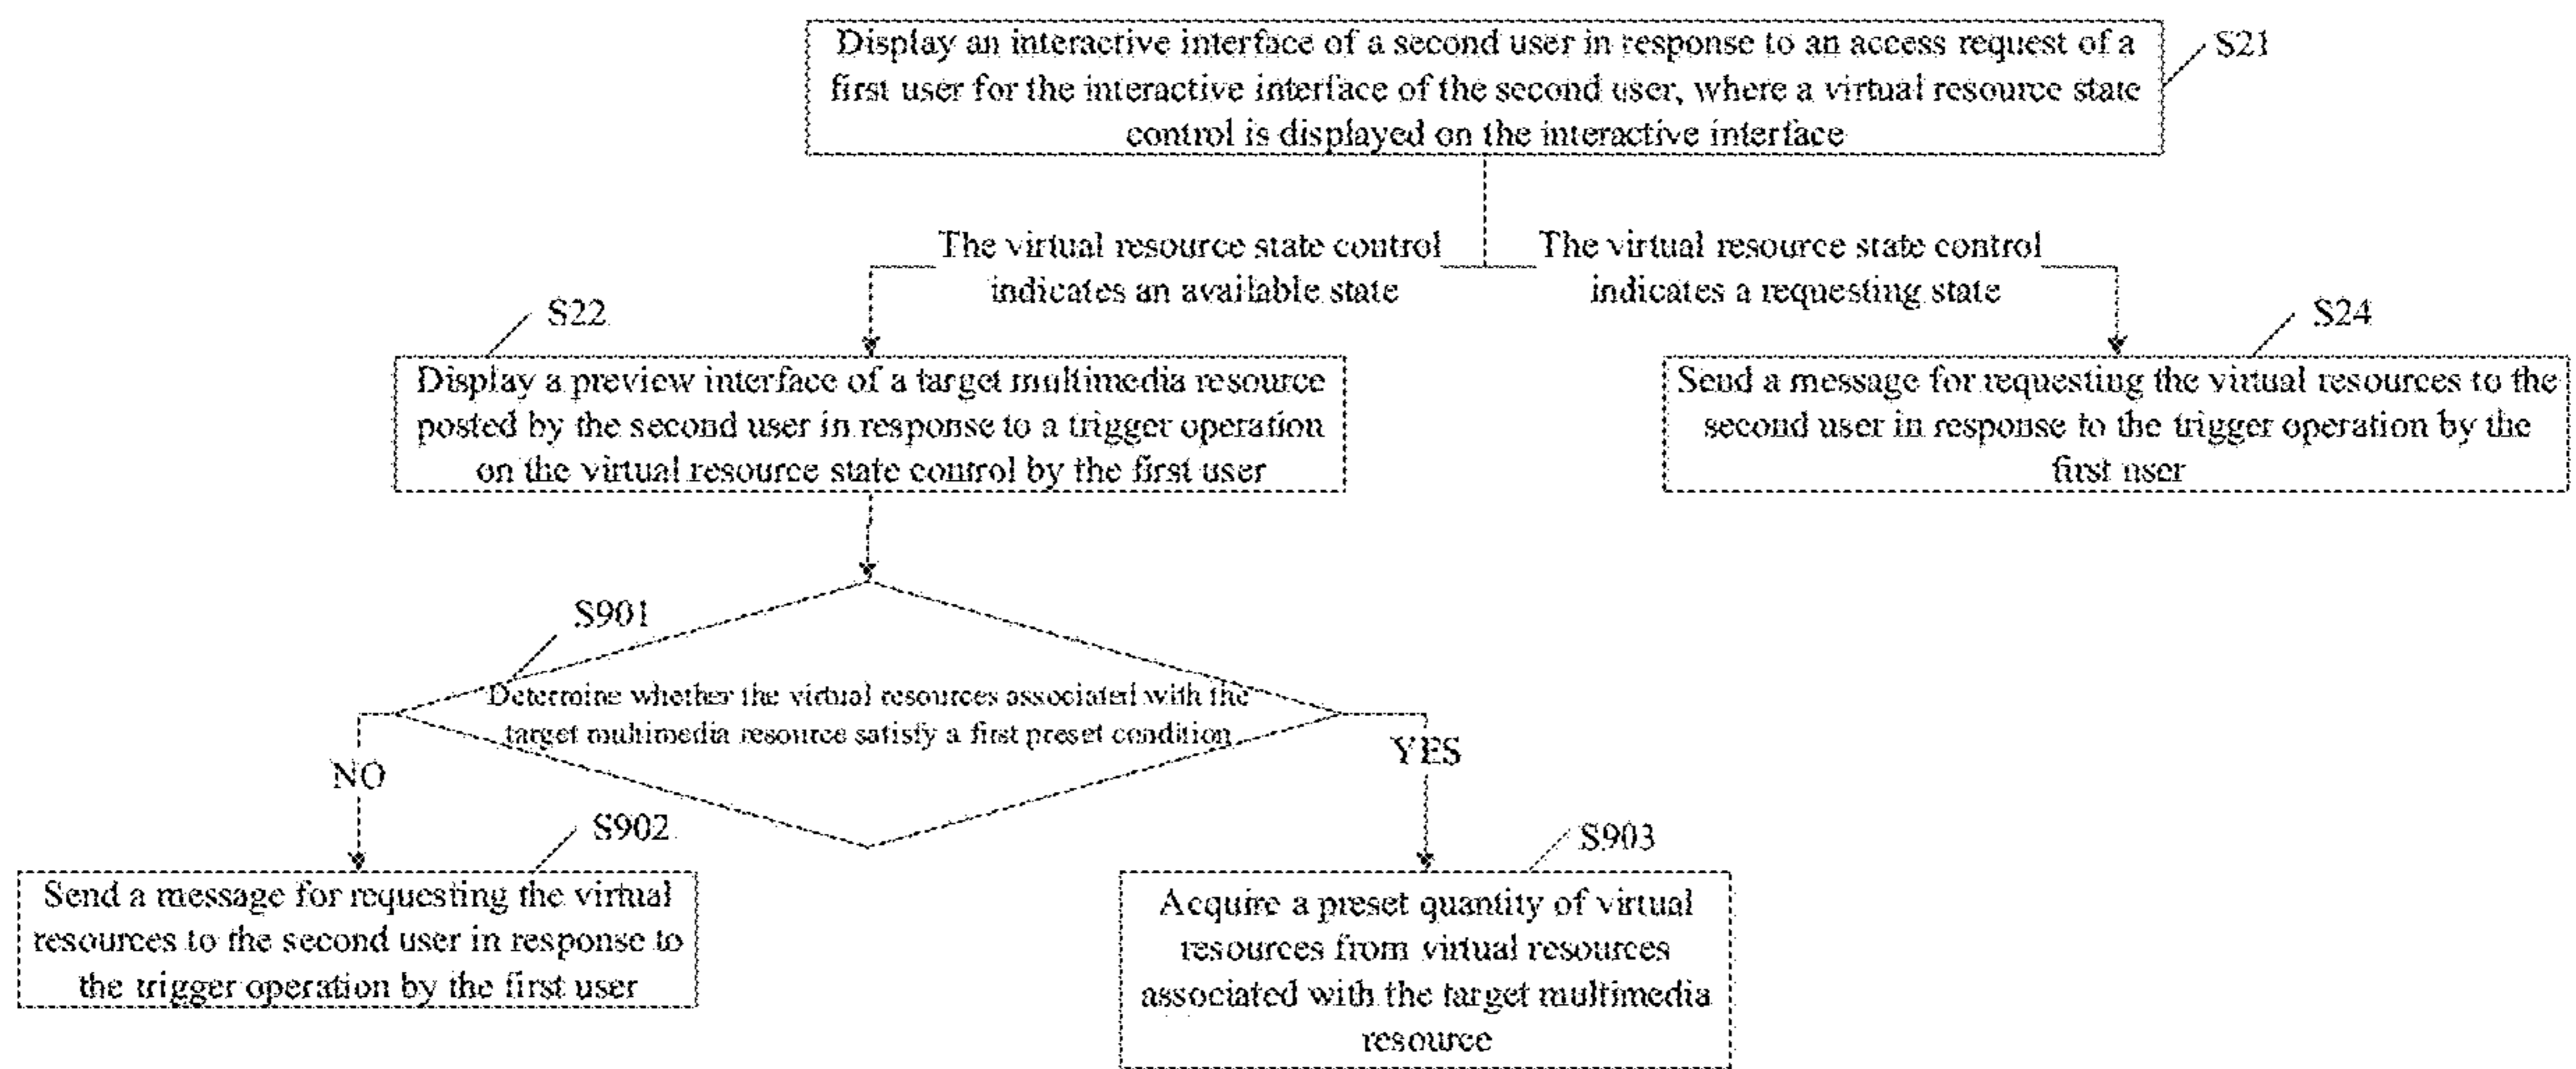 Display an interactive interface of a second user in response to an access request of a
first user for the interactive interface of the second user, where a virtual resource state
control is displayed on the interactive interface
S21
The virtual resource state control
indicates an available state
The virtual resource state control
indicates a requesting state
S22
Display a preview interface of a target multimedia resource
posted by the second user in response to a trigger operation
on the virtual resource state control by the first user
S24
Send a message for requesting the virtual resources to the
second user in response to the trigger operation by the
first user
S901
Determine whether the virtual resources associated with the
target multimedia resource satisfy a first preset condition
NO
YES
S902
Send a message for requesting the virtual
resources to the second user in response to
the trigger operation by the first user
S903
Acquire a preset quantity of virtual
resources from virtual resources
associated with the target multimedia
resource